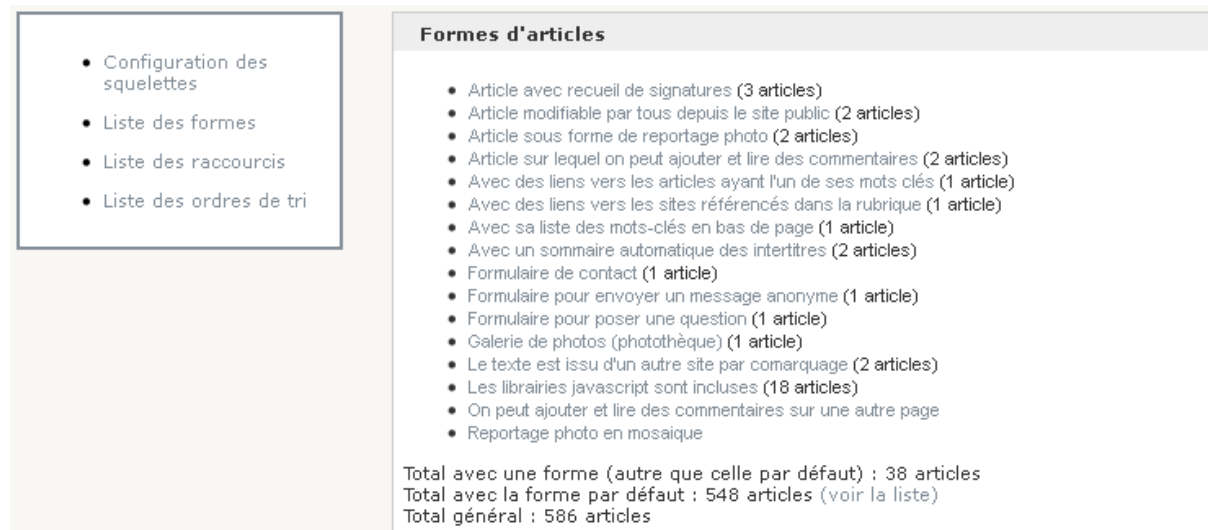 Configuration des
squelettes
Liste des formes
Liste des raccourcis
Liste des ordres de tri
Formes d'articles
Article avec recueil de signatures (3 articles)
Article modifiable par tous depuis le site public (2 articles)
Article sous forme de reportage photo (2 articles)
Article sur lequel on peut ajouter et lire des commentaires (2 articles)
Avec des liens vers les articles ayant l'un de ses mots clés (1 article)
Avec des liens vers les sites référencés dans la rubrique (1 article)
Avec sa liste des mots-clés en bas de page (1 article)
Avec un sommaire automatique des intertitres (2 articles)
Formulaire de contact (1 article)
Formulaire pour envoyer un message anonyme (1 article)
Formulaire pour poser une question (1 article)
Galerie de photos (photothèque) (1 article)
Le texte est issu d'un autre site par comarquage (2 articles)
Les librairies javascript sont incluses (18 articles)
On peut ajouter et lire des commentaires sur une autre page
Reportage photo en mosaique
Total avec une forme (autre que celle par défaut) : 38 articles
Total avec la forme par défaut : 548 articles (voir la liste)
Total général : 586 articles